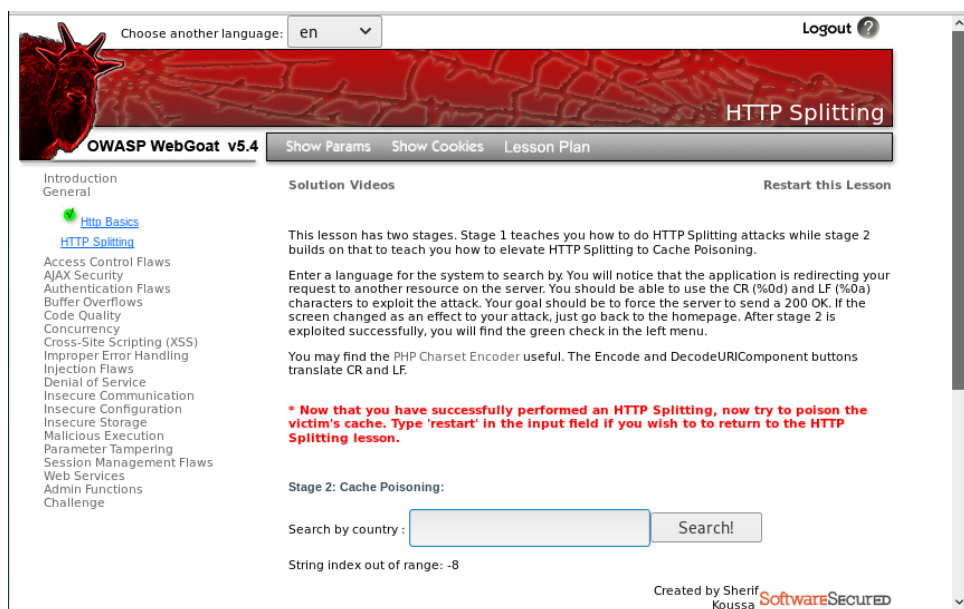 Choose another language: en
Logout ?
HTTP Splitting
OWASP WebGoat v5.4
Show Params Show Cookies Lesson Plan
Introduction
General
Http Basics
HTTP Splitting
Access Control Flaws
AJAX Security
Authentication Flaws
Buffer Overflows
Code Quality
Concurrency
Cross-Site Scripting (XSS)
Improper Error Handling
Injection Flaws
Denial of Service
Insecure Communication
Insecure Configuration
Insecure Storage
Malicious Execution
Parameter Tampering
Session Management Flaws
Web Services
Admin Functions
Challenge
Solution Videos
Restart this Lesson
This lesson has two stages. Stage 1 teaches you how to do HTTP Splitting attacks while stage 2
builds on that to teach you how to elevate HTTP Splitting to Cache Poisoning.
Enter a language for the system to search by. You will notice that the application is redirecting your
request to another resource on the server. You should be able to use the CR (%0d) and LF (%0a)
characters to exploit the attack. Your goal should be to force the server to send a 200 OK. If the
screen changed as an effect to your attack, just go back to the homepage. After stage 2 is
exploited successfully, you will find the green check in the left menu.
You may find the PHP Charset Encoder useful. The Encode and DecodeURIComponent buttons
translate CR and LF.
* Now that you have successfully performed an HTTP Splitting, now try to poison the
victim's cache. Type 'restart' in the input field if you wish to to return to the HTTP
Splitting lesson.
Stage 2: Cache Poisoning:
Search by country :
Search!
String index out of range: -8
Created by Sherif
Koussa
SoftwareSecured